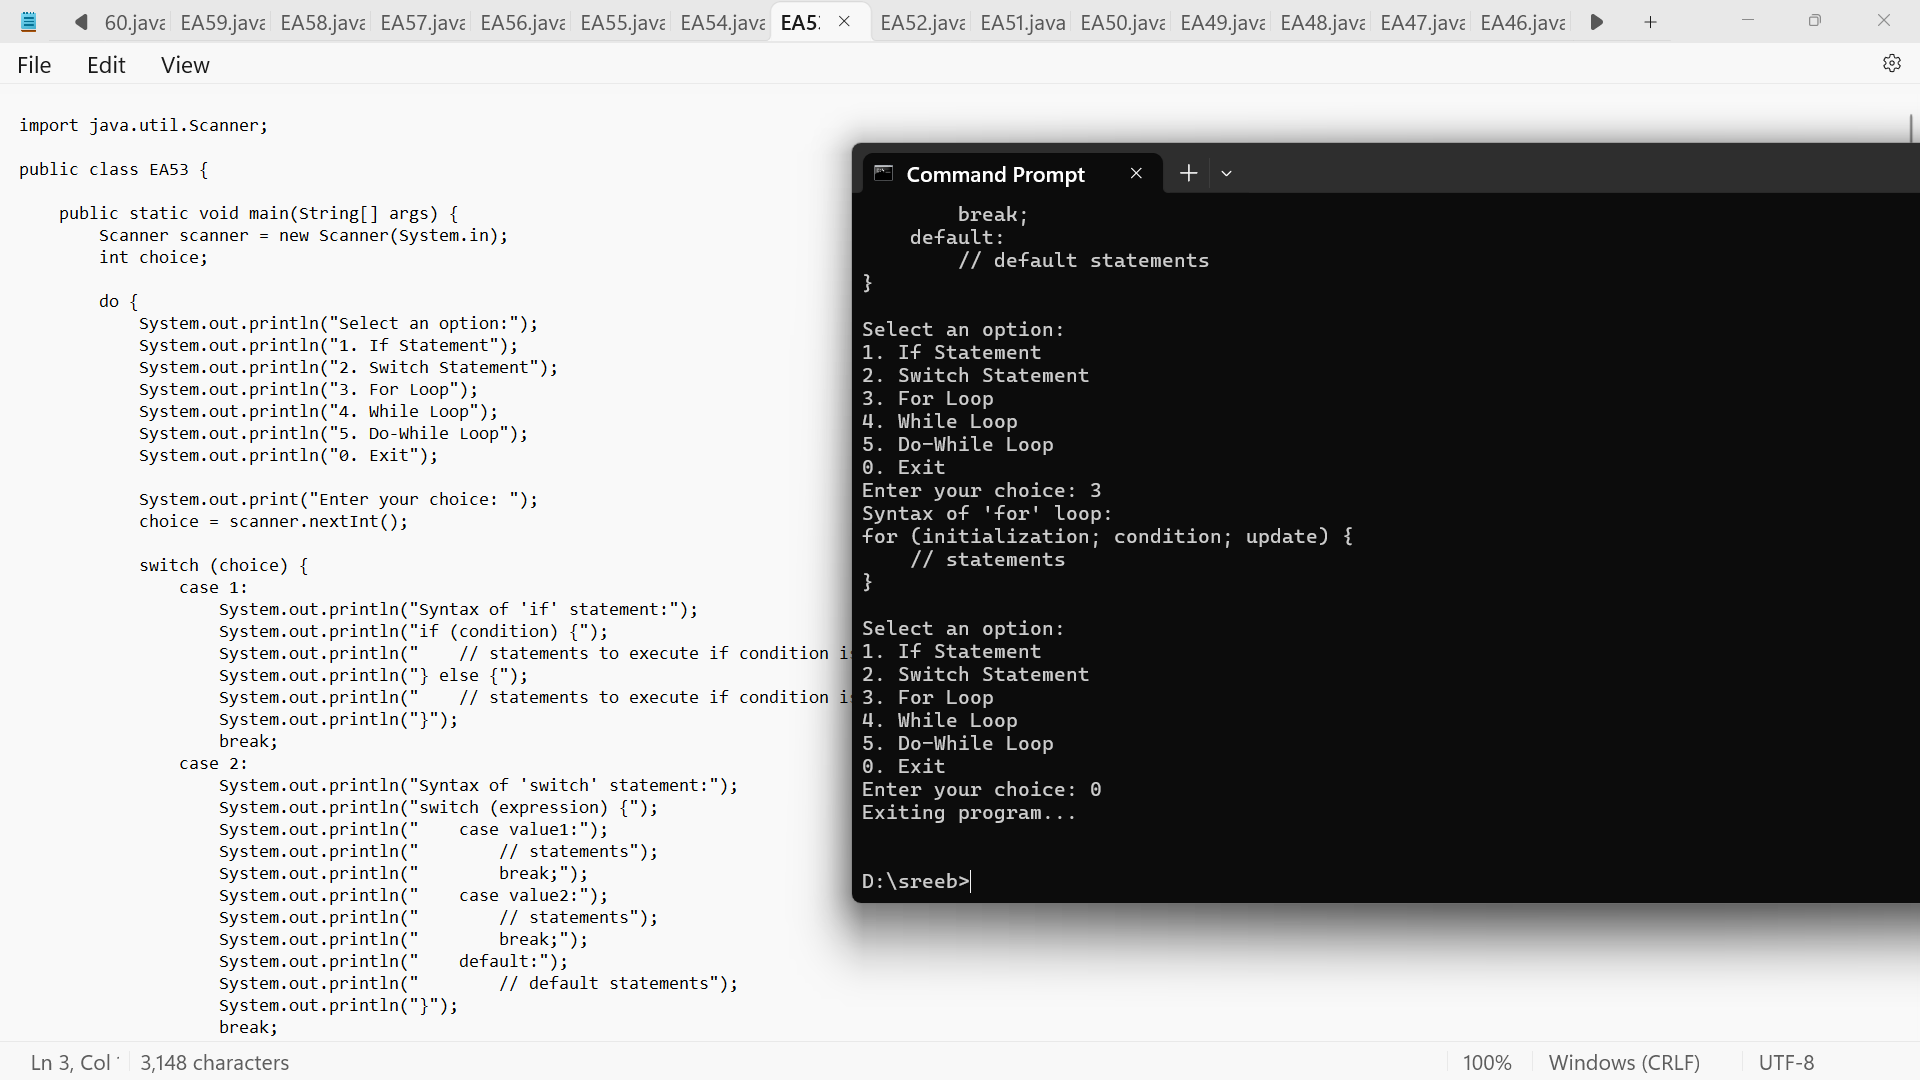 60.java EA59.java EA58.java EA57.java EA56.java EA55.java EA54.java EA53 EA52.java EA51.java EA50.java EA49.java EA48.java EA47.java EA46.java
File Edit View
import java.util.Scanner;
public class EA53 {
public static void main(String[] args) {
Scanner scanner = new Scanner(System.in);
int choice;
do {
System.out.println("Select an option:");
System.out.println("1. If Statement");
System.out.println("2. Switch Statement");
System.out.println("3. For Loop");
System.out.println("4. While Loop");
System.out.println("5. Do-While Loop");
System.out.println("0. Exit");
System.out.print("Enter your choice: ");
choice = scanner.nextInt();
switch (choice) {
case 1:
System.out.println("Syntax of 'if' statement:");
System.out.println("if (condition) {");
System.out.println("    // statements to execute if condition is
System.out.println("} else {");
System.out.println("    // statements to execute if condition is
System.out.println("}");
break;
case 2:
System.out.println("Syntax of 'switch' statement:");
System.out.println("switch (expression) {");
System.out.println("    case value1:");
System.out.println("        // statements");
System.out.println("        break;");
System.out.println("    case value2:");
System.out.println("        // statements");
System.out.println("        break;");
System.out.println("    default:");
System.out.println("        // default statements");
System.out.println("}");
break;
Command Prompt
break;
default:
// default statements
}
Select an option:
1. If Statement
2. Switch Statement
3. For Loop
4. While Loop
5. Do-While Loop
0. Exit
Enter your choice: 3
Syntax of 'for' loop:
for (initialization; condition; update) {
// statements
}
Select an option:
1. If Statement
2. Switch Statement
3. For Loop
4. While Loop
5. Do-While Loop
0. Exit
Enter your choice: 0
Exiting program...
D:\sreeb>
Ln 3, Col 3,148 characters 100% Windows (CRLF) UTF-8